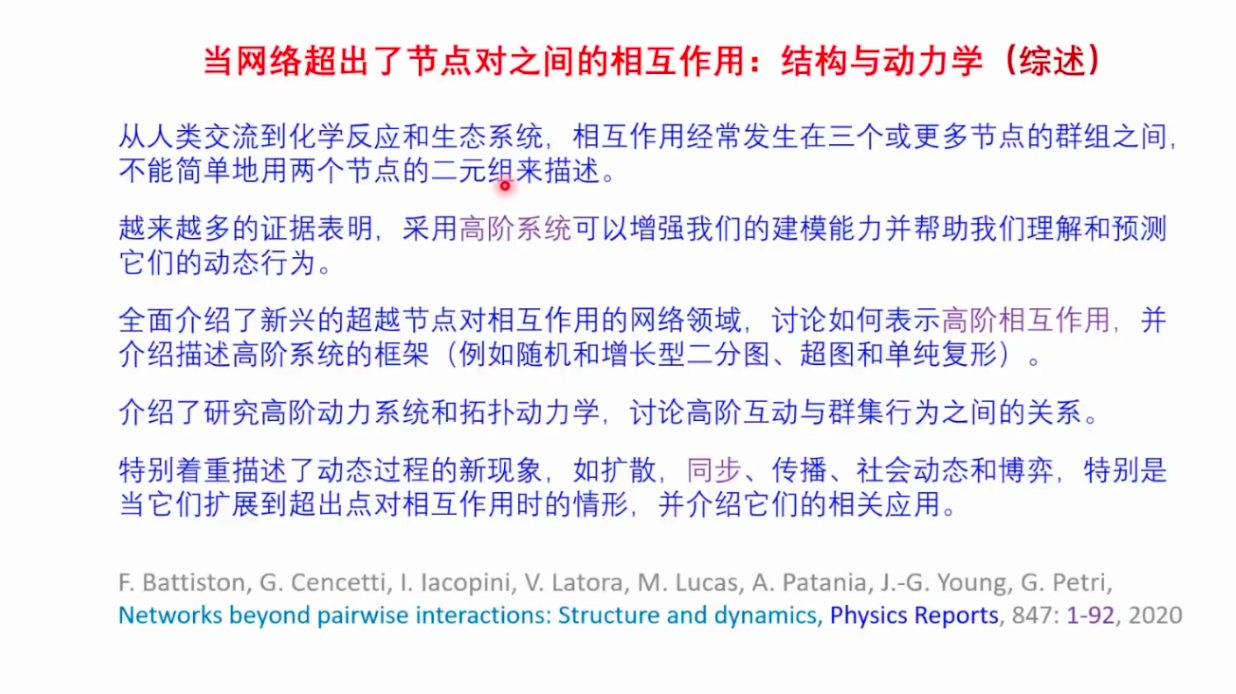 当网络超出了节点对之间的相互作用：结构与动力学（综述）
从人类交流到化学反应和生态系统，相互作用经常发生在三个或更多节点的群组之间，
不能简单地用两个节点的二元组来描述。
越来越多的证据表明，采用高阶系统可以增强我们的建模能力并帮助我们理解和预测
它们的动态行为。
全面介绍了新兴的超越节点对相互作用的网络领域，讨论如何表示高阶相互作用，并
介绍描述高阶系统的框架（例如随机和增长型二分图、超图和单纯复形）。
介绍了研究高阶动力系统和拓扑动力学，讨论高阶互动与群集行为之间的关系。
特别着重描述了动态过程的新现象，如扩散，同步、传播、社会动态和博弈，特别是
当它们扩展到超出点对相互作用时的情形，并介绍它们的相关应用。
F. Battiston, G. Cencetti, I. Iacopini, V. Latora, M. Lucas, A. Patania, J.-G. Young, G. Petri,
Networks beyond pairwise interactions: Structure and dynamics, Physics Reports, 847: 1-92, 2020